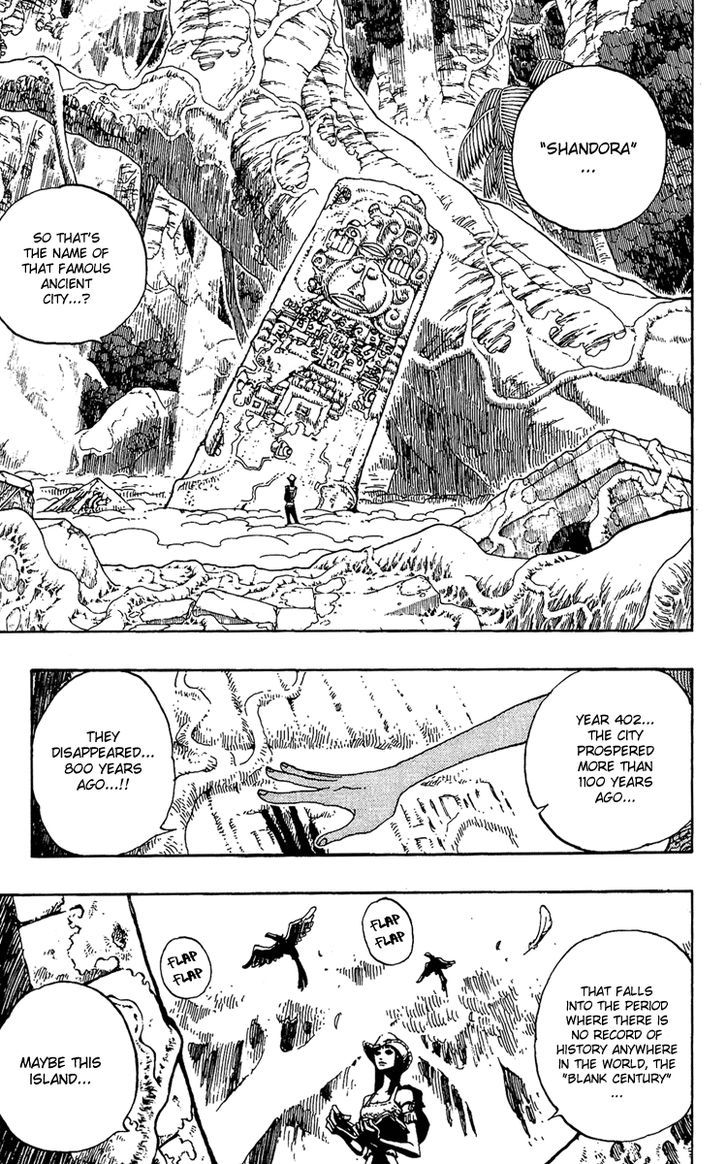 "SHANDORA"
...
SO THAT'S
THE NAME OF
THAT FAMOUS
ANCIENT
CITY...?
YEAR 402...
THE CITY
PROSPERED
MORE THAN
1100 YEARS
AGO...
THEY
DISAPPEARED...
800 YEARS
AGO...!!
THAT FALLS
INTO THE PERIOD
WHERE THERE IS
NO RECORD OF
HISTORY ANYWHERE
IN THE WORLD, THE
"BLANK CENTURY"
...
FLAP
FLAP
FLAP
FLAP
MAYBE THIS
ISLAND...